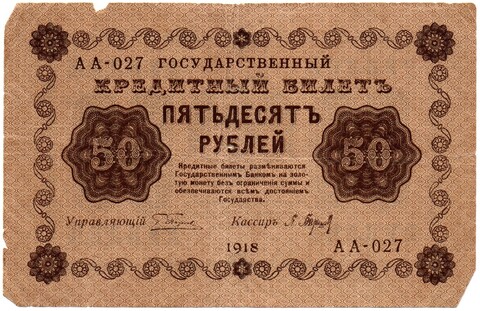 АА-027 ГОСУДАРСТВЕННЫЙ
КРЕДИТНЫЙ БИЛЕТЪ
ПЯТЬДЕСЯТЪ
50 РУБЛЕЙ 50
Кредитные билеты размѣниваются
Государственнымъ Банкомъ на золо-
тую монету безъ ограниченія суммы и
обезпечиваются всѣмъ достояніемъ
Государства.
Управляющій Кассиръ
1918 АА-027